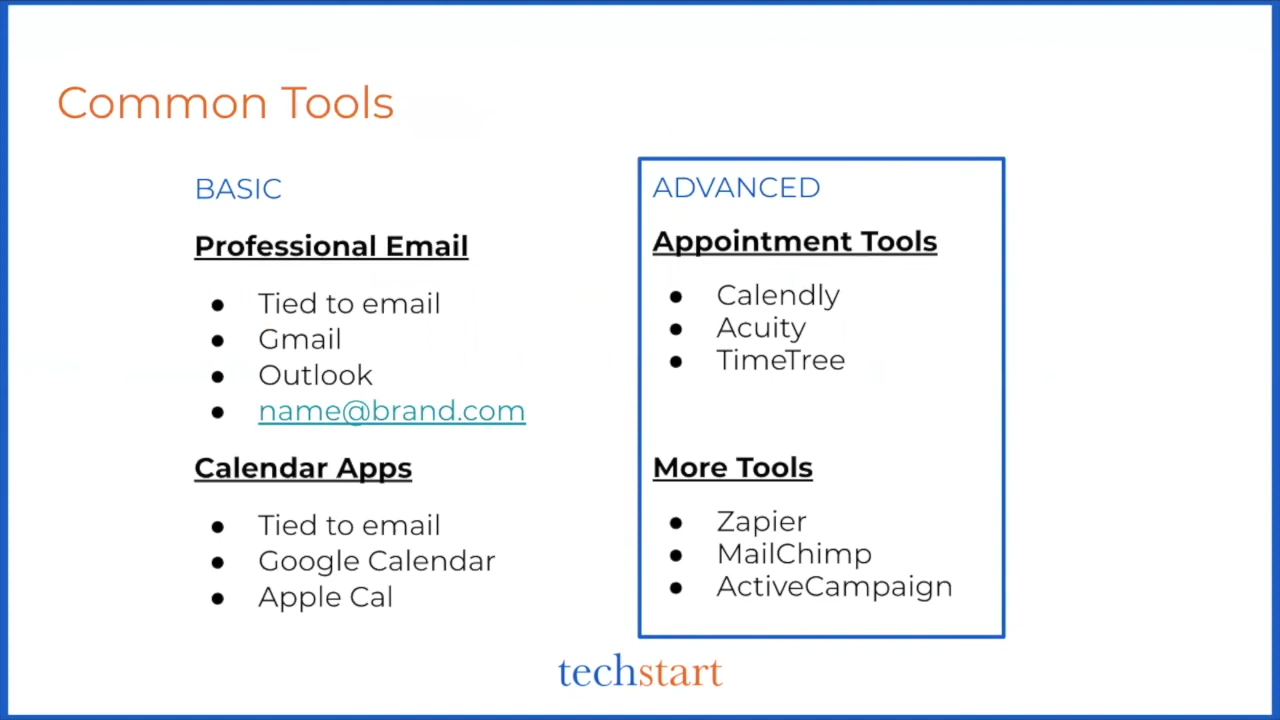 Common Tools
BASIC
Professional Email
● Tied to email
● Gmail
● Outlook
● name@brand.com
Calendar Apps
● Tied to email
● Google Calendar
● Apple Cal
ADVANCED
Appointment Tools
● Calendly
● Acuity
● TimeTree
More Tools
● Zapier
● MailChimp
● ActiveCampaign
techstart